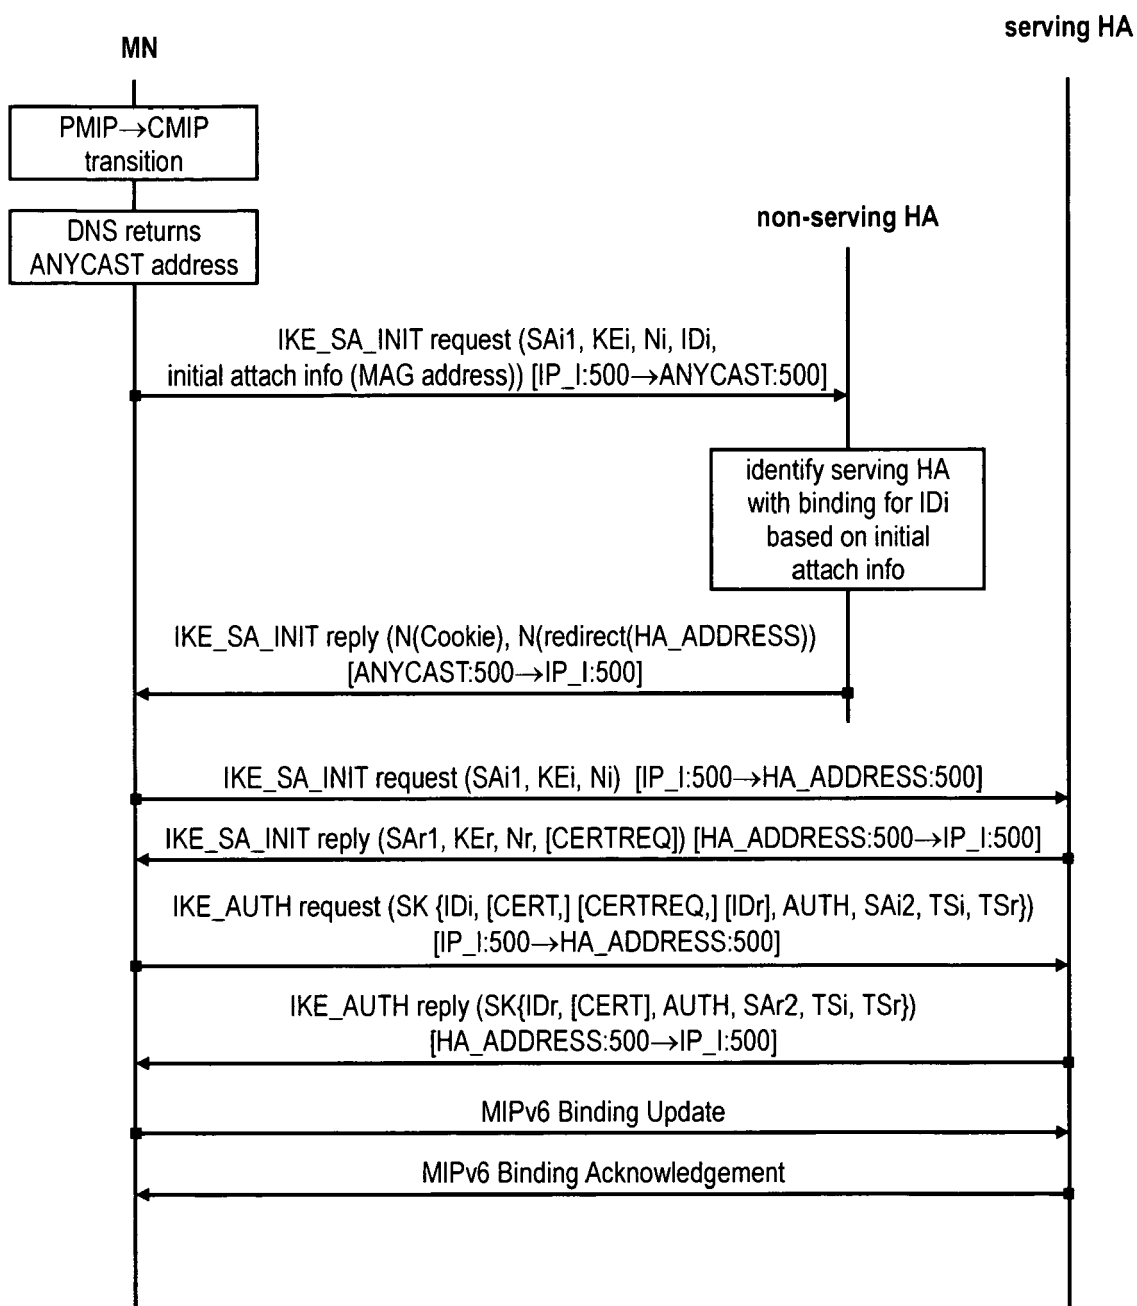 serving HA
MN
PMIP→CMIP
transition
DNS returns
ANYCAST address
non-serving HA
IKE_SA_INIT request (SAi1, KEi, Ni, IDi,
initial attach info (MAG address)) [IP_I:500→ANYCAST:500]
identify serving HA
with binding for IDi
based on initial
attach info
IKE_SA_INIT reply (N(Cookie), N(redirect(HA_ADDRESS))
[ANYCAST:500→IP_I:500]
IKE_SA_INIT request (SAi1, KEi, Ni) [IP_I:500→HA_ADDRESS:500]
IKE_SA_INIT reply (SAr1, KEr, Nr, [CERTREQ]) [HA_ADDRESS:500→IP_I:500]
IKE_AUTH request (SK {IDi, [CERT,] [CERTREQ,] [IDr], AUTH, SAi2, TSi, TSr})
[IP_I:500→HA_ADDRESS:500]
IKE_AUTH reply (SK{IDr, [CERT], AUTH, SAr2, TSi, TSr})
[HA_ADDRESS:500→IP_I:500]
MIPv6 Binding Update
MIPv6 Binding Acknowledgement